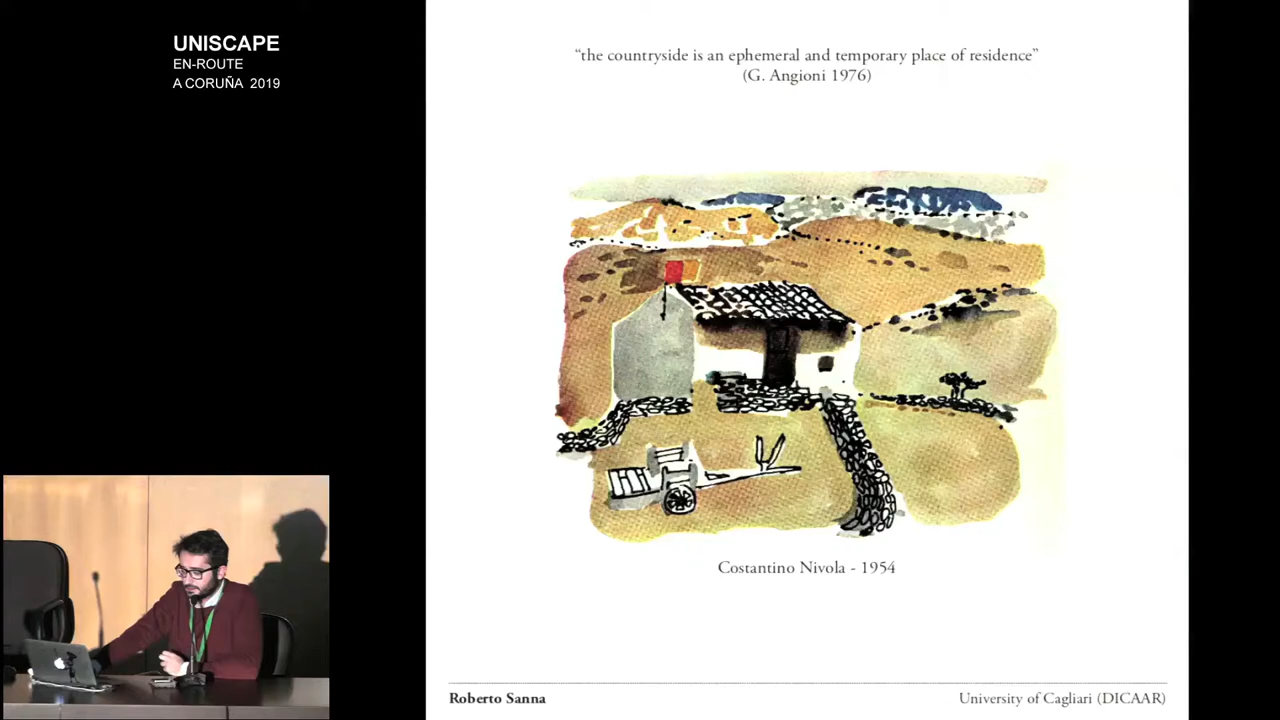 UNISCAPE
EN-ROUTE
A CORUÑA 2019
“the countryside is an ephemeral and temporary place of residence”
(G. Angioni 1976)
Costantino Nivola - 1954
Roberto Sanna
University of Cagliari (DICAAR)